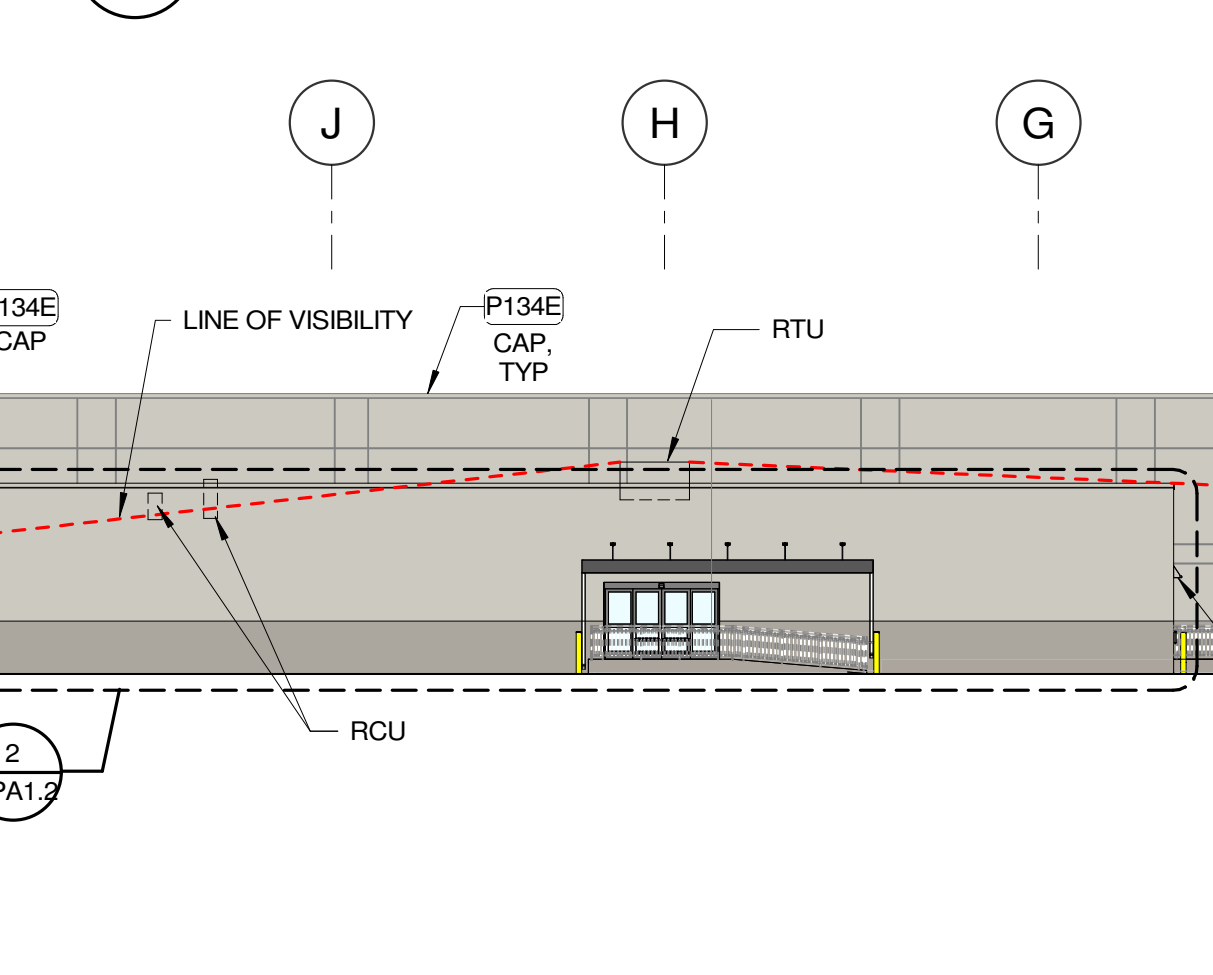 J
H
G
134E
CAP
LINE OF VISIBILITY
P134E
CAP,
TYP
RTU
RCU
2
PA1.2